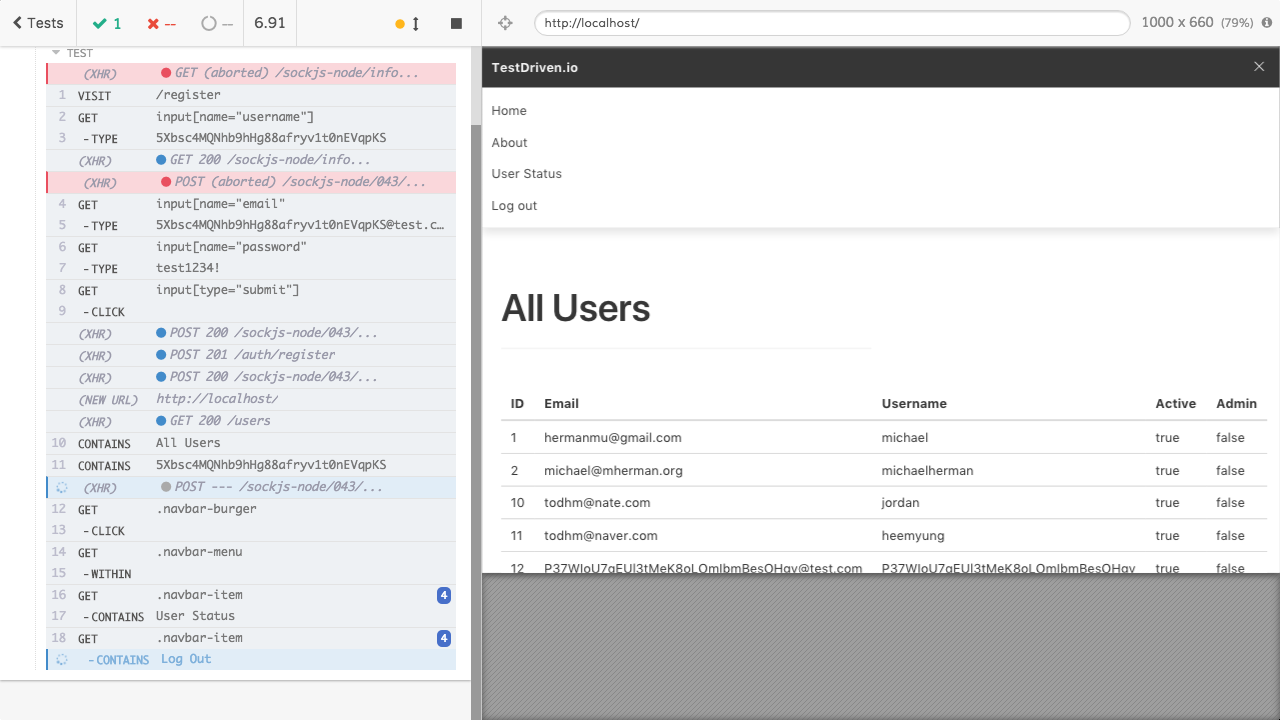 Tests
1
--
--
6.91
TEST
(XHR) GET (aborted) /sockjs-node/info...
1 VISIT /register
2 GET input[name="username"]
3 -TYPE 5Xbsc4MQNhb9hHg88afryv1t0nEVqpKS
(XHR) GET 200 /sockjs-node/info...
(XHR) POST (aborted) /sockjs-node/043/...
4 GET input[name="email"
5 -TYPE 5Xbsc4MQNhb9hHg88afryv1t0nEVqpKS@test.c…
6 GET input[name="password"
7 -TYPE test1234!
8 GET input[type="submit"]
9 -CLICK
(XHR) POST 200 /sockjs-node/043/...
(XHR) POST 201 /auth/register
(XHR) POST 200 /sockjs-node/043/...
(NEW URL) http://localhost/
(XHR) GET 200 /users
10 CONTAINS All Users
11 CONTAINS 5Xbsc4MQNhb9hHg88afryv1t0nEVqpKS
(XHR) POST --- /sockjs-node/043/...
12 GET .navbar-burger
13 -CLICK
14 GET .navbar-menu
15 -WITHIN
16 GET .navbar-item 4
17 -CONTAINS User Status
18 GET .navbar-item 4
-CONTAINS Log Out
http://localhost/
1000 x 660 (79%)
TestDriven.io
Home
About
User Status
Log out
All Users
ID Email Username Active Admin
1 hermanmu@gmail.com michael true false
2 michael@mherman.org michaelherman true false
10 todhm@nate.com jordan true false
11 todhm@naver.com heemyung true false
12 true false